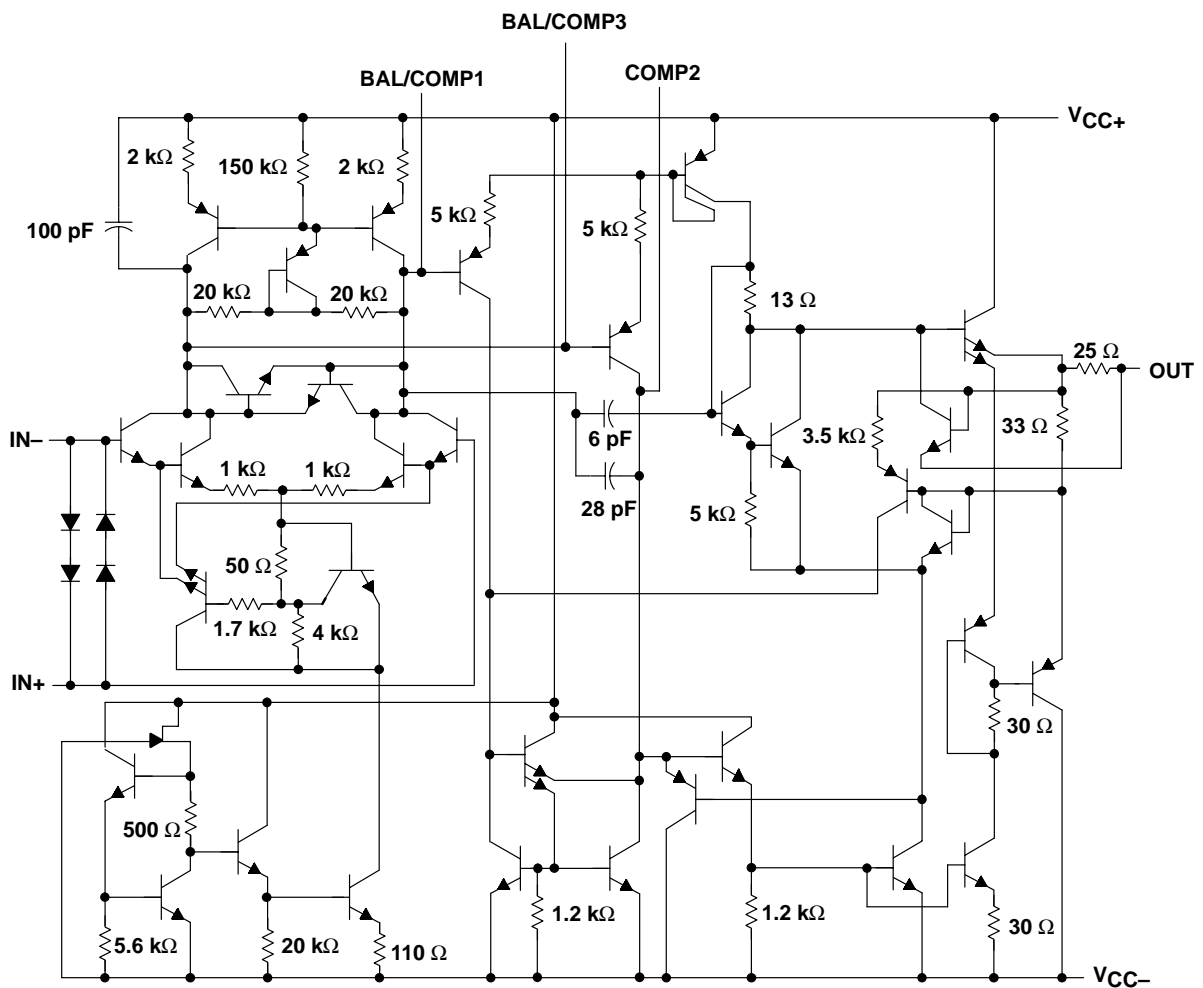 BAL/COMP3
COMP2
BAL/COMP1
VCC+
2 kΩ
150 kΩ
2 kΩ
5 kΩ
5 kΩ
100 pF
20 kΩ
20 kΩ
13 Ω
25 Ω
OUT
IN–
6 pF
3.5 kΩ
33 Ω
1 kΩ
1 kΩ
28 pF
5 kΩ
50 Ω
1.7 kΩ
4 kΩ
IN+
30 Ω
500 Ω
5.6 kΩ
20 kΩ
110 Ω
1.2 kΩ
1.2 kΩ
30 Ω
VCC–